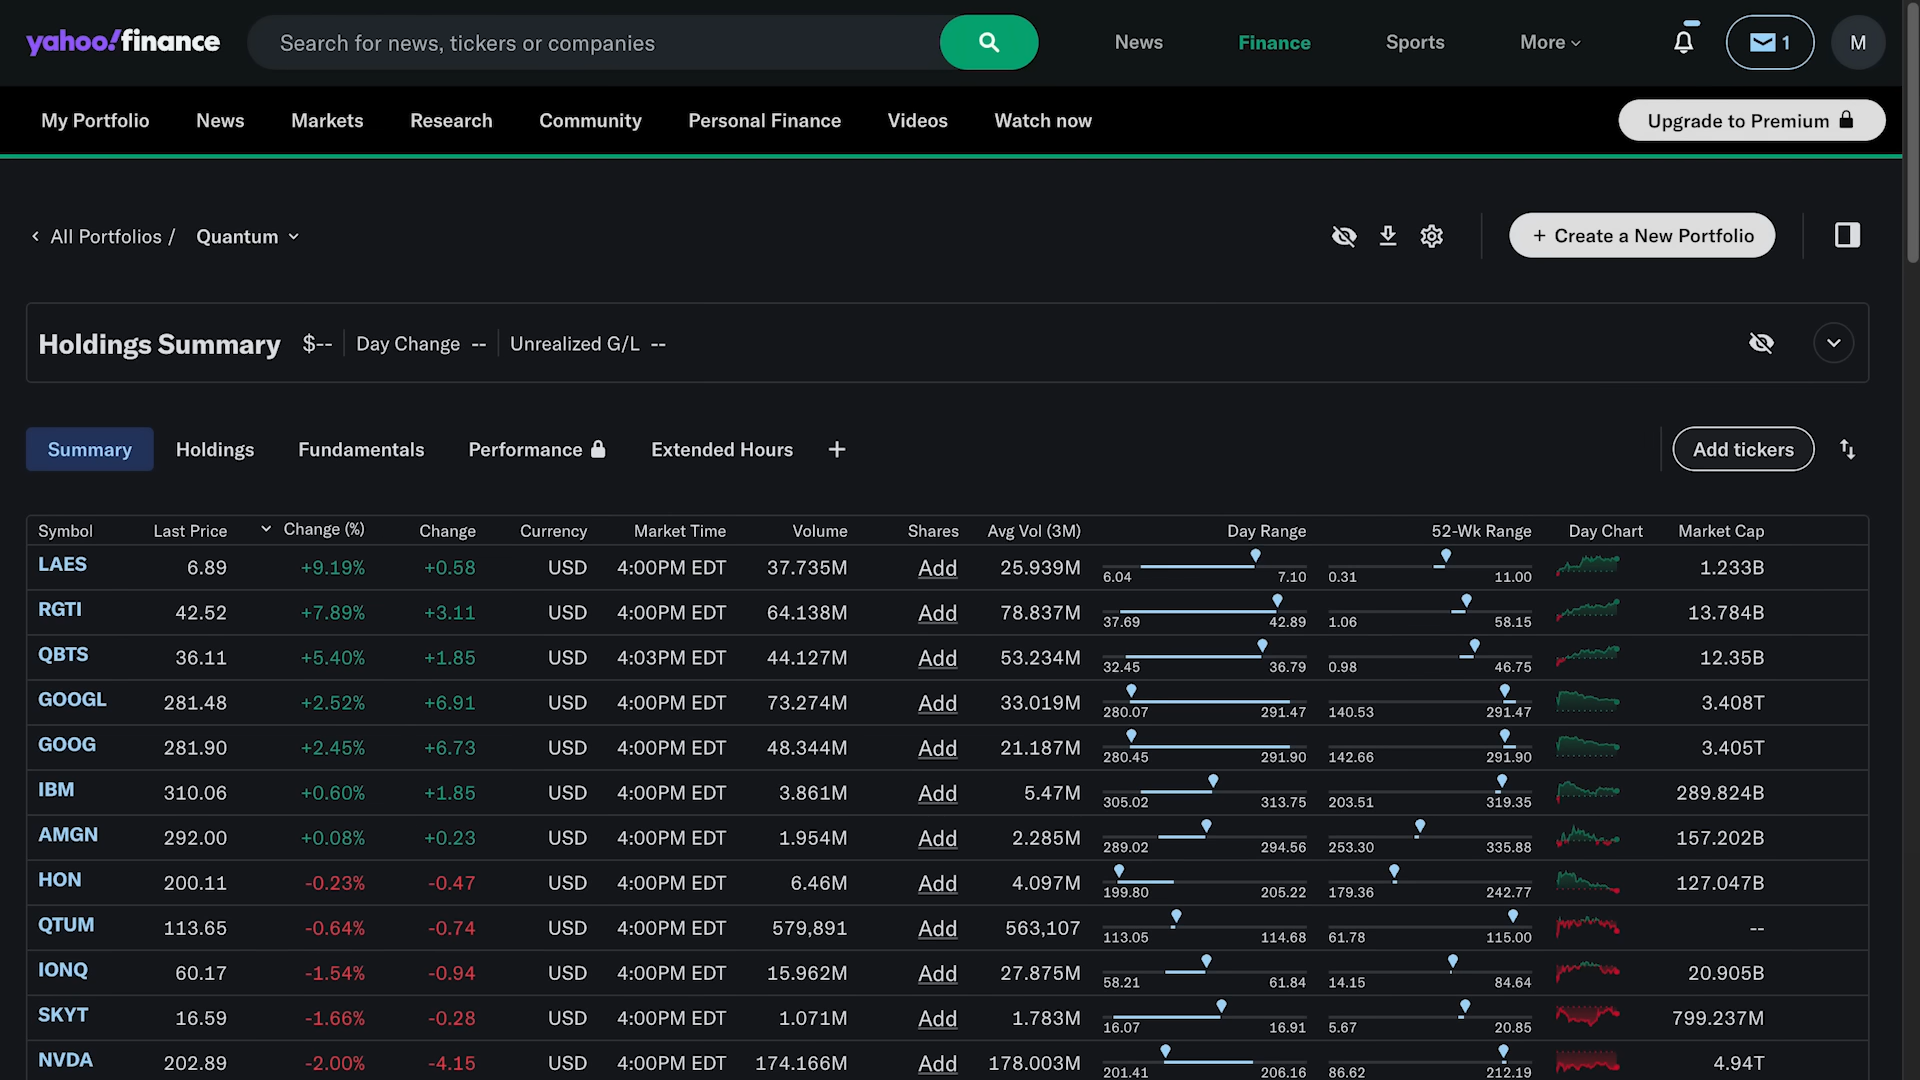 yahoo!finance Search for news, tickers or companies News Finance Sports More 1 M
My Portfolio News Markets Research Community Personal Finance Videos Watch now Upgrade to Premium
All Portfolios / Quantum + Create a New Portfolio
Holdings Summary $-- Day Change -- Unrealized G/L --
Summary Holdings Fundamentals Performance Extended Hours + Add tickers
Symbol Last Price Change (%) Change Currency Market Time Volume Shares Avg Vol (3M) Day Range 52-Wk Range Day Chart Market Cap
LAES 6.89 +9.19% +0.58 USD 4:00PM EDT 37.735M Add 25.939M 6.04 7.10 0.31 11.00 1.233B
RGTI 42.52 +7.89% +3.11 USD 4:00PM EDT 64.138M Add 78.837M 37.69 42.89 1.06 58.15 13.784B
QBTS 36.11 +5.40% +1.85 USD 4:03PM EDT 44.127M Add 53.234M 32.45 36.79 0.98 46.75 12.35B
GOOGL 281.48 +2.52% +6.91 USD 4:00PM EDT 73.274M Add 33.019M 280.07 291.47 140.53 291.47 3.408T
GOOG 281.90 +2.45% +6.73 USD 4:00PM EDT 48.344M Add 21.187M 280.45 291.90 142.66 291.90 3.405T
IBM 310.06 +0.60% +1.85 USD 4:00PM EDT 3.861M Add 5.47M 305.02 313.75 203.51 319.35 289.824B
AMGN 292.00 +0.08% +0.23 USD 4:00PM EDT 1.954M Add 2.285M 289.02 294.56 253.30 335.88 157.202B
HON 200.11 -0.23% -0.47 USD 4:00PM EDT 6.46M Add 4.097M 199.80 205.22 179.36 242.77 127.047B
QTUM 113.65 -0.64% -0.74 USD 4:00PM EDT 579,891 Add 563,107 113.05 114.68 61.78 115.00 --
IONQ 60.17 -1.54% -0.94 USD 4:00PM EDT 15.962M Add 27.875M 58.21 61.84 14.15 84.64 20.905B
SKYT 16.59 -1.66% -0.28 USD 4:00PM EDT 1.071M Add 1.783M 16.07 16.91 5.67 20.85 799.237M
NVDA 202.89 -2.00% -4.15 USD 4:00PM EDT 174.166M Add 178.003M 201.41 206.16 86.62 212.19 4.94T